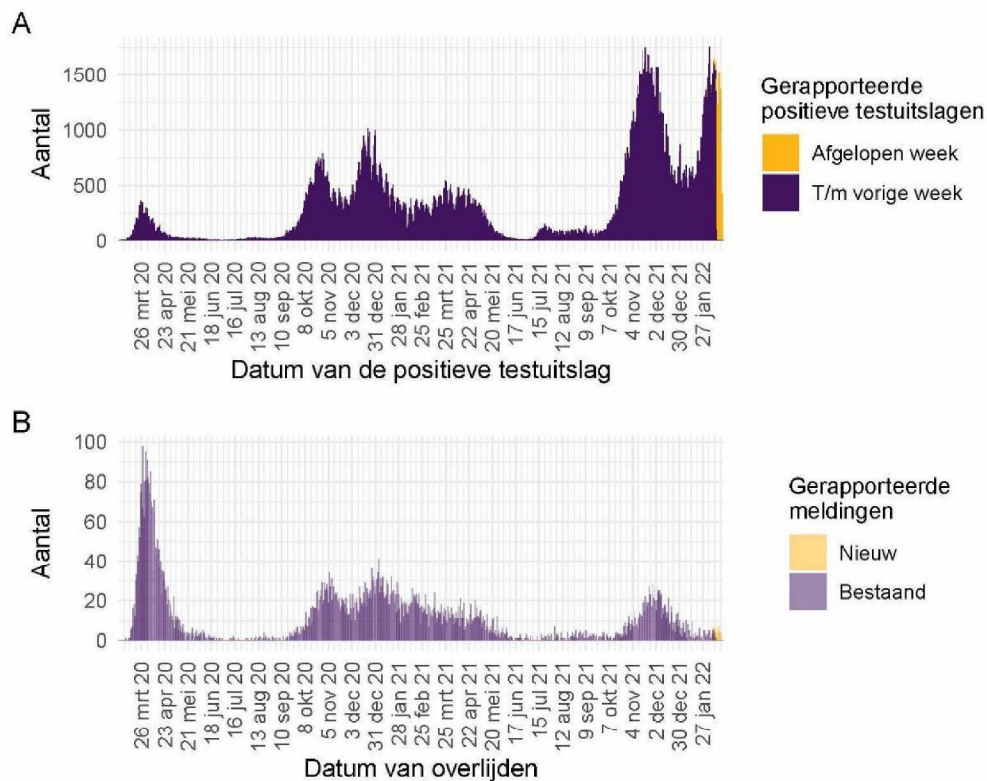 A
Aantal
1500
1000
500
0
26 mrt 20
23 apr 20
21 mei 20
18 jun 20
16 jul 20
13 aug 20
10 sep 20
8 okt 20
5 nov 20
3 dec 20
31 dec 20
28 jan 21
25 feb 21
25 mrt 21
22 apr 21
20 mei 21
17 jun 21
15 jul 21
12 aug 21
9 sep 21
7 okt 21
4 nov 21
2 dec 21
30 dec 21
27 jan 22
Datum van de positieve testuitslag
Gerapporteerde
positieve testuitslagen
Afgelopen week
T/m vorige week
B
Aantal
100
80
60
40
20
0
26 mrt 20
23 apr 20
21 mei 20
18 jun 20
16 jul 20
13 aug 20
10 sep 20
8 okt 20
5 nov 20
3 dec 20
31 dec 20
28 jan 21
25 feb 21
25 mrt 21
22 apr 21
20 mei 21
17 jun 21
15 jul 21
12 aug 21
9 sep 21
7 okt 21
4 nov 21
2 dec 21
30 dec 21
27 jan 22
Datum van overlijden
Gerapporteerde
meldingen
Nieuw
Bestaand